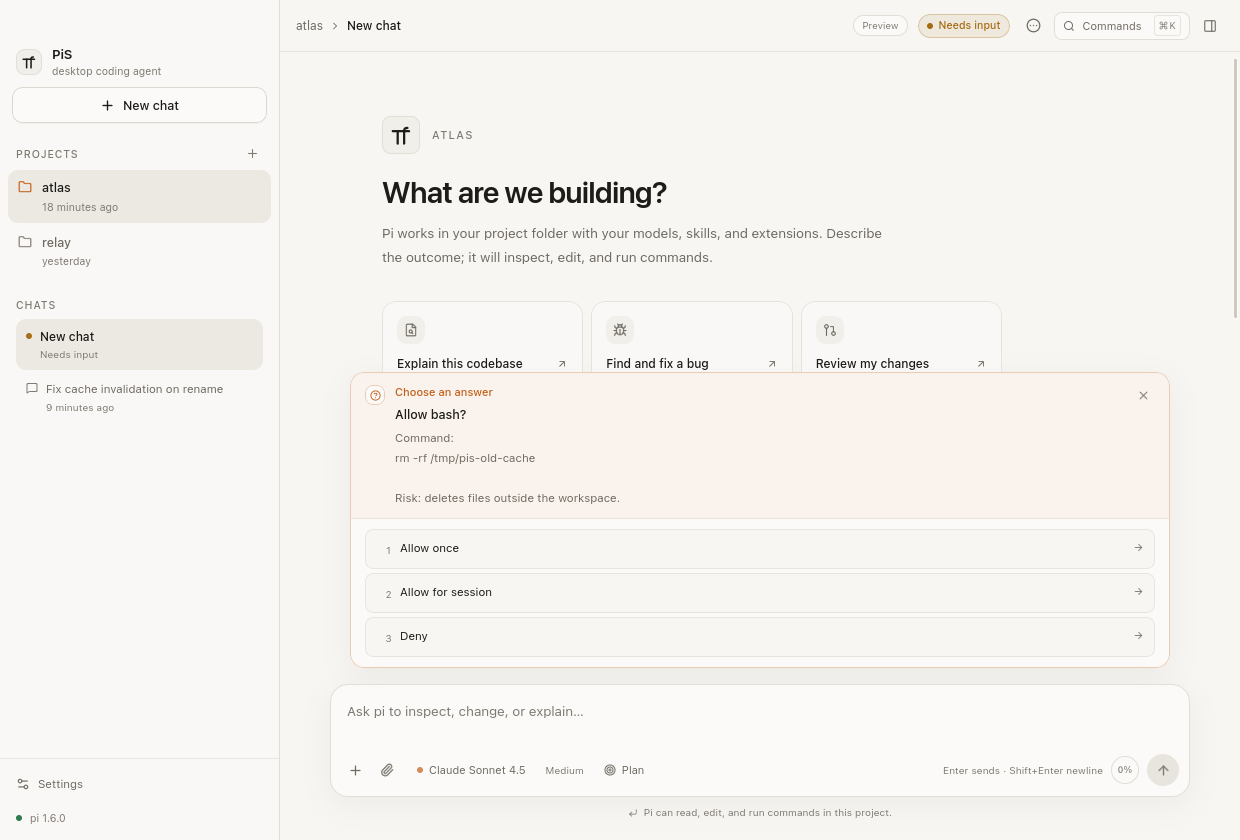 PiS
desktop coding agent
New chat
PROJECTS
atlas
18 minutes ago
relay
yesterday
CHATS
New chat
Needs input
Fix cache invalidation on rename
9 minutes ago
Settings
pi 1.6.0
atlas > New chat
Preview
Needs input
Commands ⌘K
ATLAS
What are we building?
Pi works in your project folder with your models, skills, and extensions. Describe
the outcome; it will inspect, edit, and run commands.
Explain this codebase
Find and fix a bug
Review my changes
Choose an answer
Allow bash?
Command:
rm -rf /tmp/pis-old-cache
Risk: deletes files outside the workspace.
1 Allow once
2 Allow for session
3 Deny
Ask pi to inspect, change, or explain...
Claude Sonnet 4.5 Medium Plan
Enter sends · Shift+Enter newline 0%
Pi can read, edit, and run commands in this project.